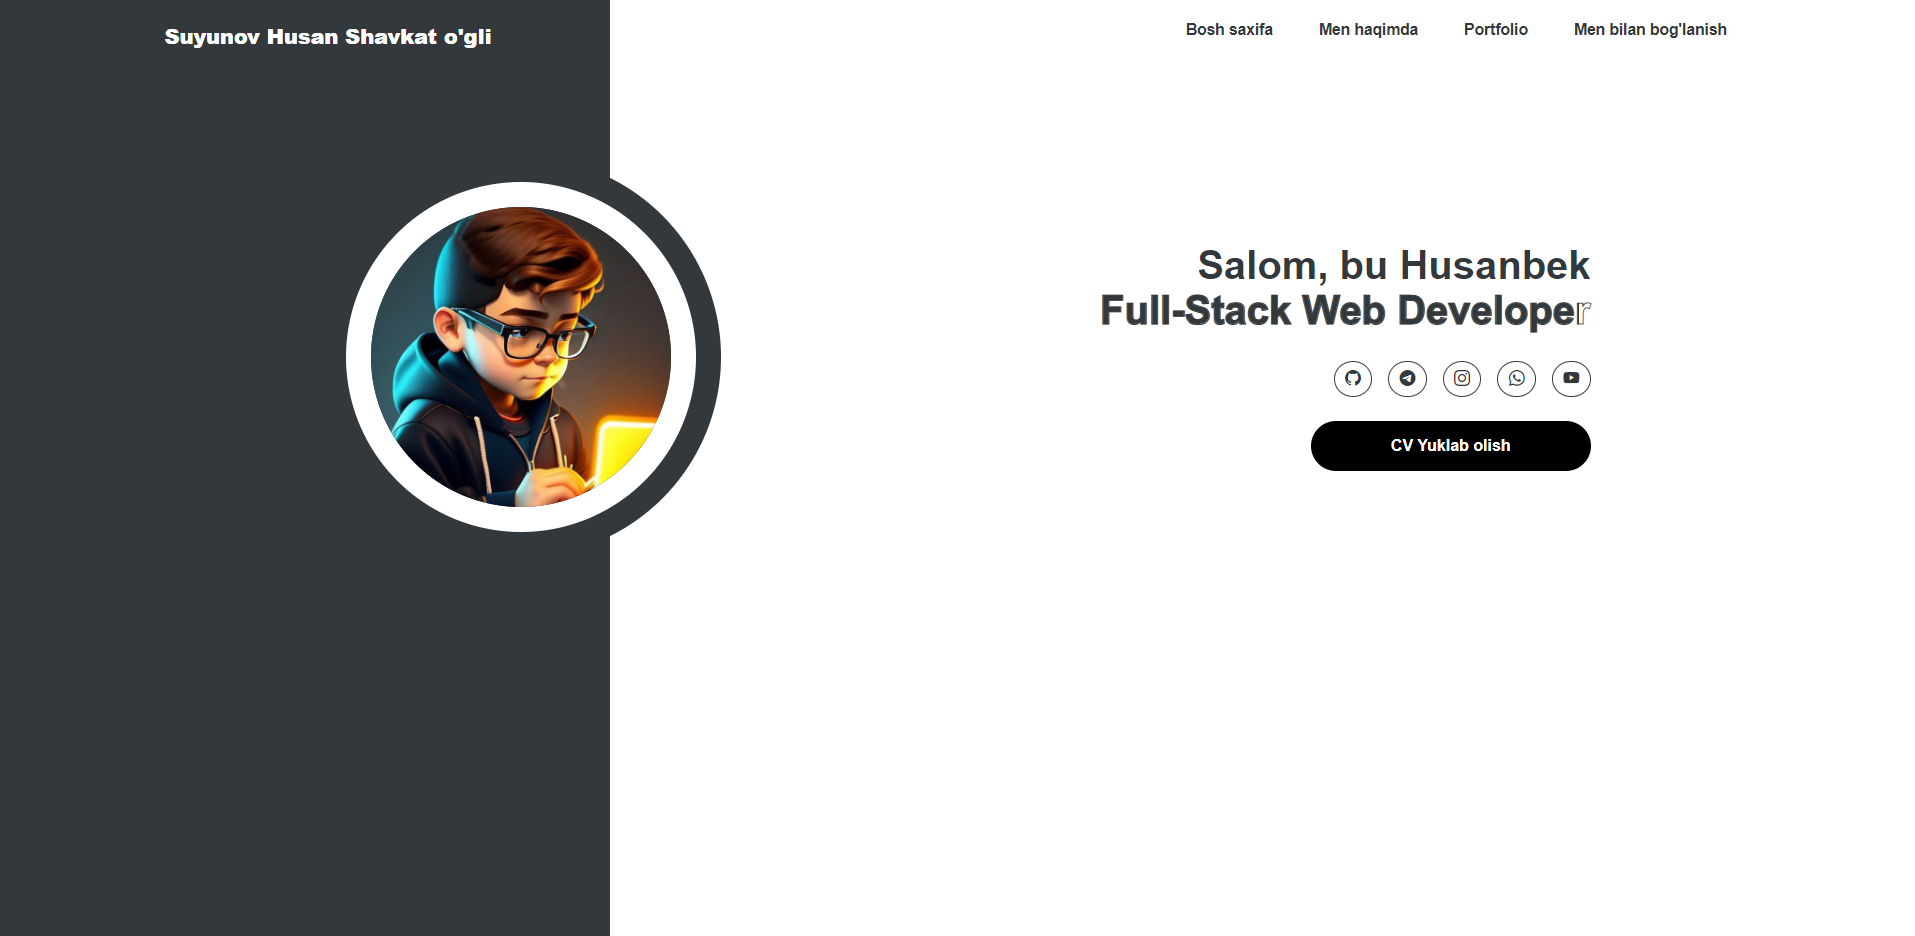 Suyunov Husan Shavkat o'gli
Bosh saxifa Men haqimda Portfolio Men bilan bog'lanish
Salom, bu Husanbek
Full-Stack Web Developer
CV Yuklab olish